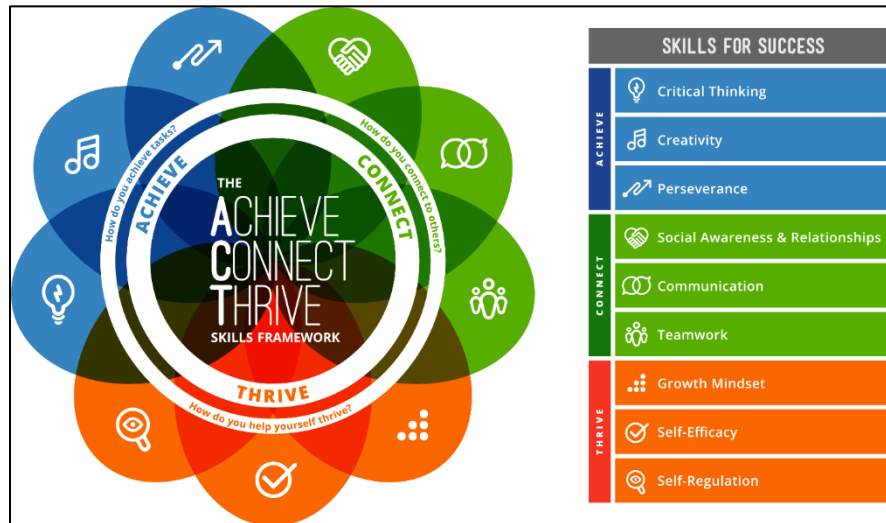 How do you achieve tasks?
ACHIEVE
How do you connect to others?
CONNECT
THE
ACHIEVE
CONNECT
THRIVE
SKILLS FRAMEWORK
THRIVE
How do you help yourself thrive?
SKILLS FOR SUCCESS
ACHIEVE
Critical Thinking
Creativity
Perseverance
CONNECT
Social Awareness & Relationships
Communication
Teamwork
THRIVE
Growth Mindset
Self-Efficacy
Self-Regulation